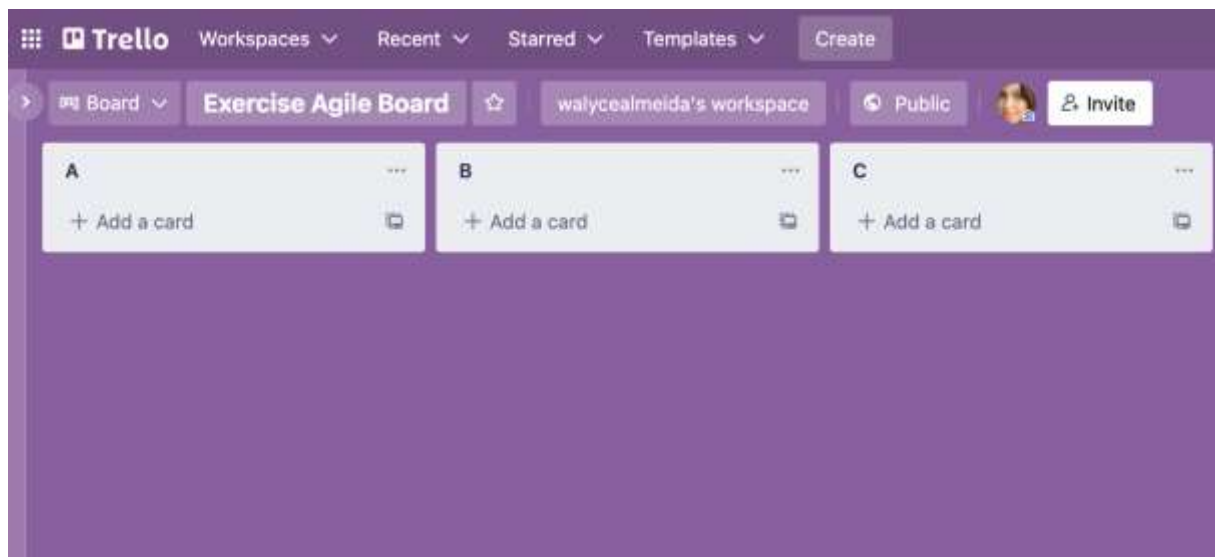 Trello Workspaces Recent Starred Templates Create
Board Exercise Agile Board walycealmeida's workspace Public Invite
A B C
+ Add a card + Add a card + Add a card